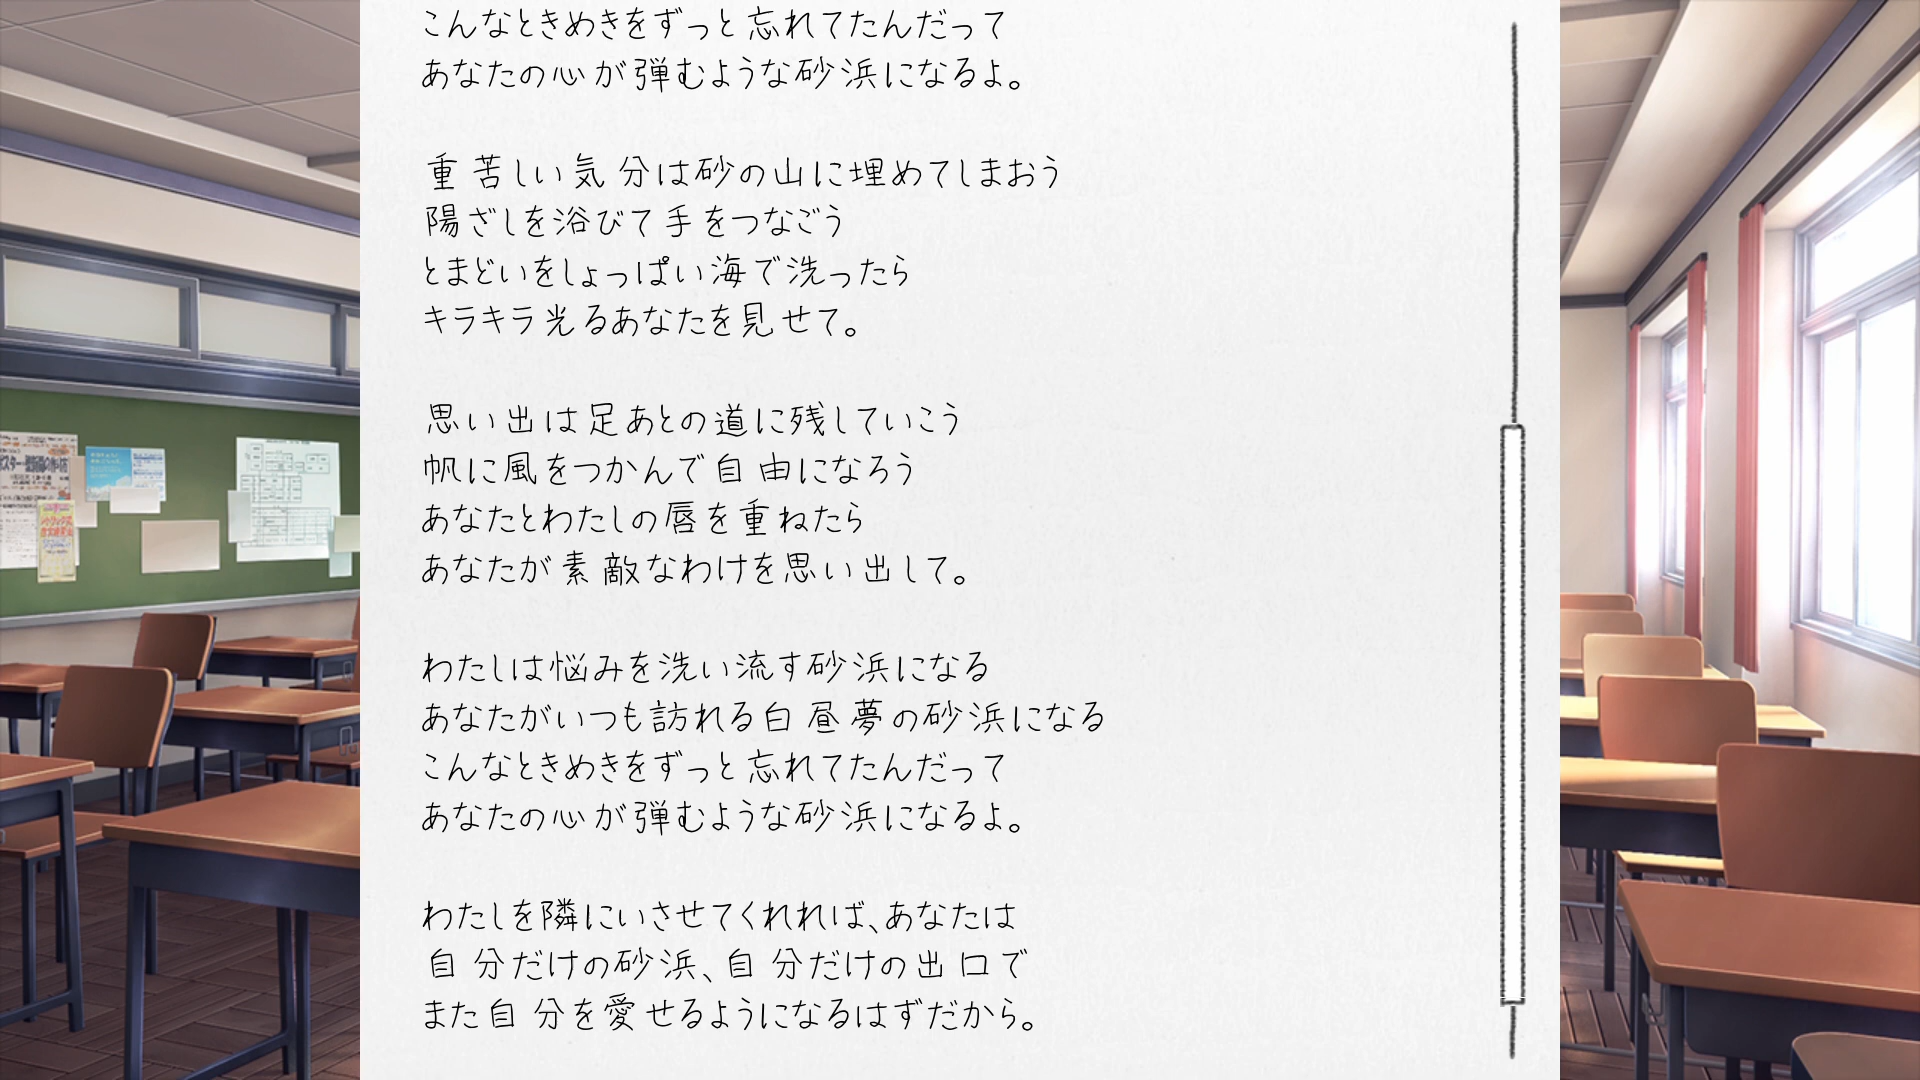 こんなときめきをずっと忘れてたんだって
あなたの心が弾むような砂浜になるよ。
重苦しい気分は砂の山に埋めてしまおう
陽ざしを浴びて手をつなごう
とまどいをしょっぱい海で洗ったら
キラキラ光るあなたを見せて。
思い出は足あとの道に残していこう
帆に風をつかんで自由になろう
あなたとわたしの唇を重ねたら
あなたが素敵なわけを思い出して。
わたしは悩みを洗い流す砂浜になる
あなたがいつも訪れる白昼夢の砂浜になる
こんなときめきをずっと忘れてたんだって
あなたの心が弾むような砂浜になるよ。
わたしを隣にいさせてくれれば、あなたは
自分だけの砂浜、自分だけの出口で
また自分を愛せるようになるはずだから。